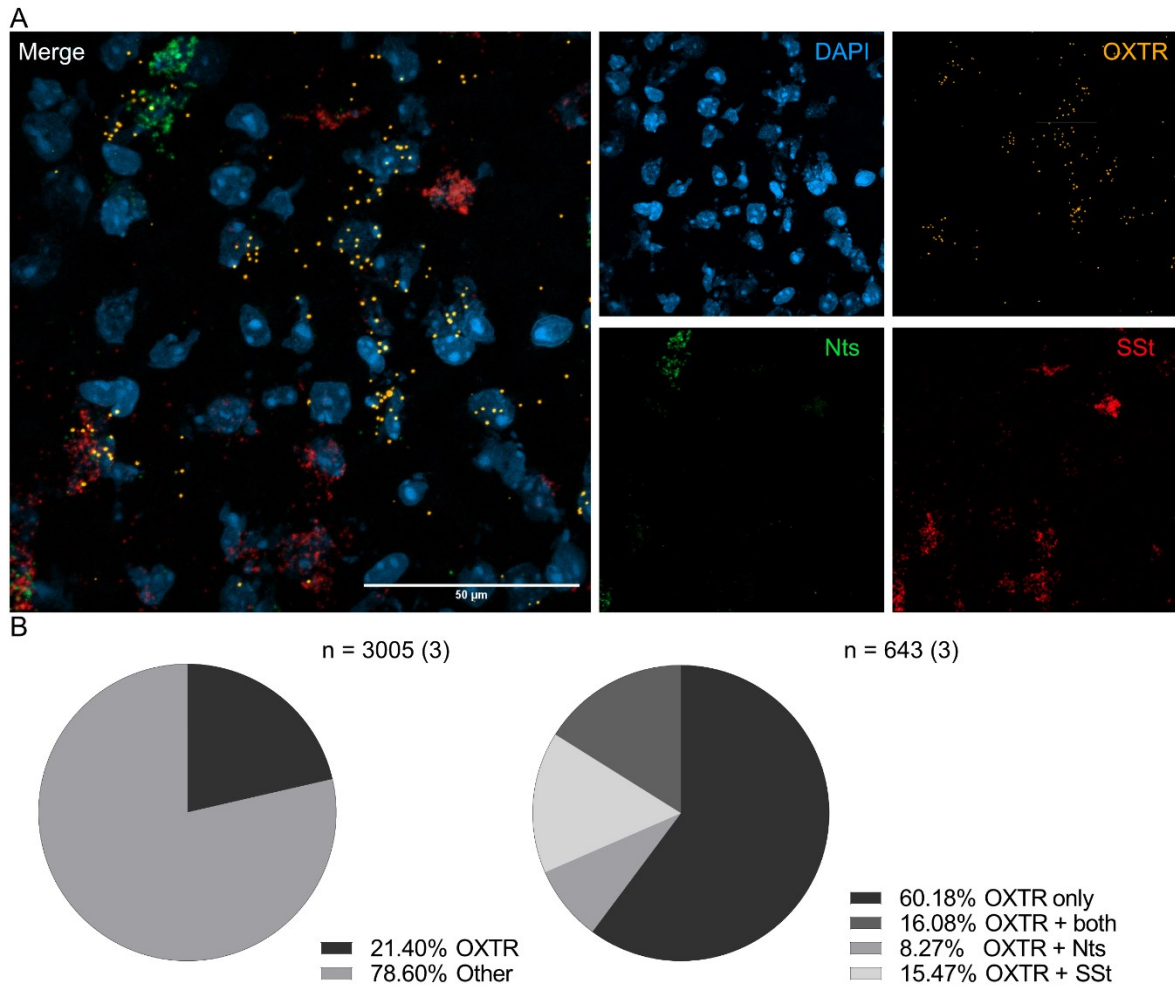 A
Merge
DAPI
OXTR
Nts
SSt
50 µm
B
n = 3005 (3)
21.40% OXTR
78.60% Other
n = 643 (3)
60.18% OXTR only
16.08% OXTR + both
8.27% OXTR + Nts
15.47% OXTR + SSt